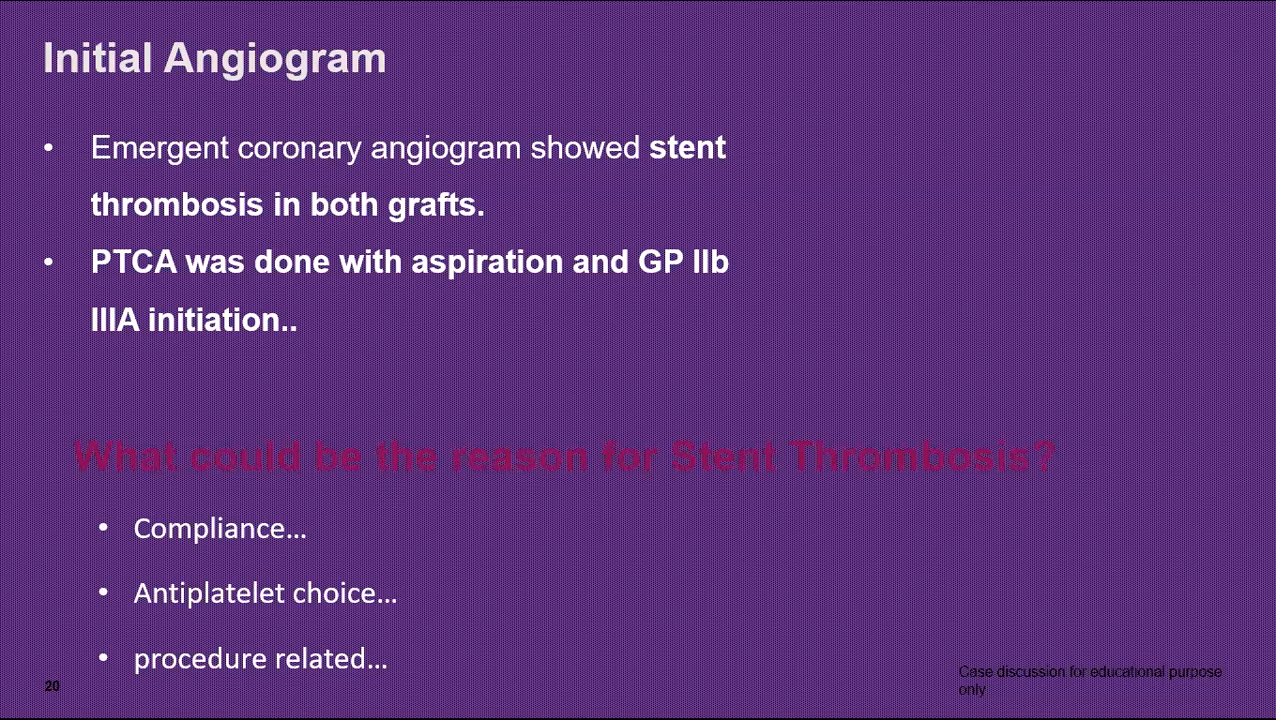 Initial Angiogram
• Emergent coronary angiogram showed stent
thrombosis in both grafts.
• PTCA was done with aspiration and GP IIb
IIIA initiation..
What could be the reason for Stent Thrombosis?
• Compliance...
• Antiplatelet choice...
• procedure related...
20
Case discussion for educational purpose
only